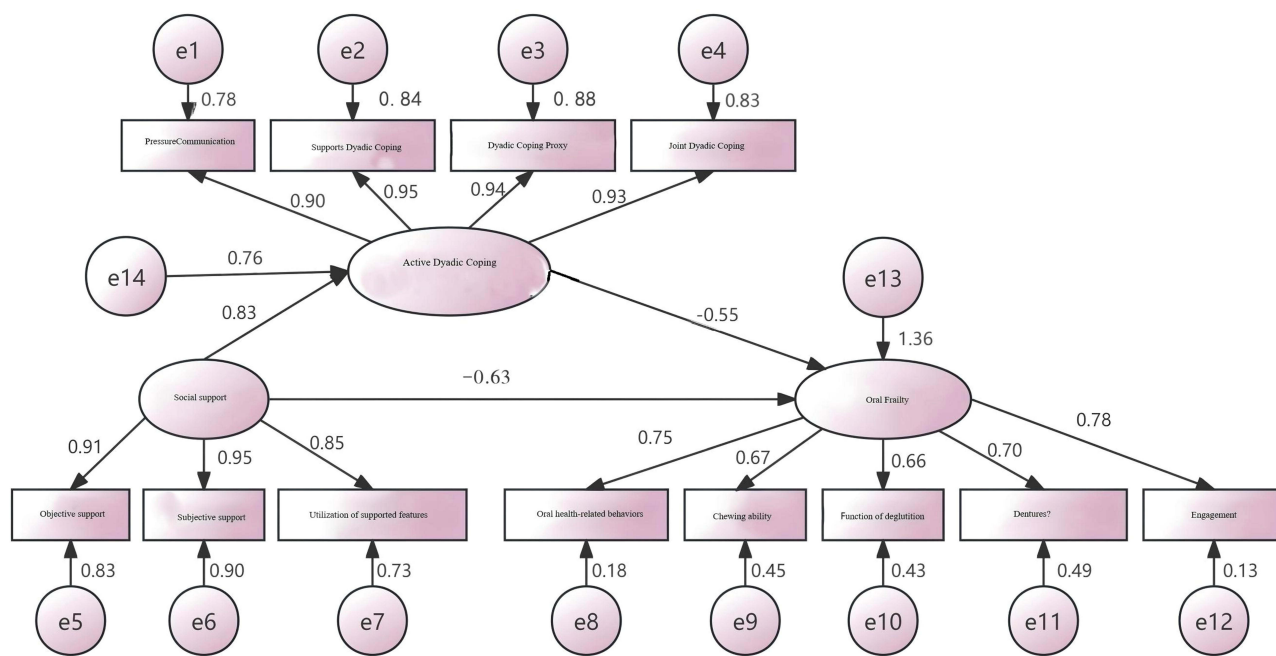 e1
e2
e3
e4
0.78
0. 84
0. 88
0.83
PressureCommunication
Supports Dyadic Coping
Dyadic Coping Proxy
Joint Dyadic Coping
0.90
0.95
0.94
0.93
e14
0.76
Active Dyadic Coping
e13
0.83
-0.55
1.36
Social support
−0.63
Oral Frailty
0.91
0.95
0.85
0.75
0.67
0.66
0.70
0.78
Objective support
Subjective support
Utilization of supported features
Oral health-related behaviors
Chewing ability
Function of deglutition
Dentures?
Engagement
0.83
0.90
0.73
0.18
0.45
0.43
0.49
0.13
e5
e6
e7
e8
e9
e10
e11
e12